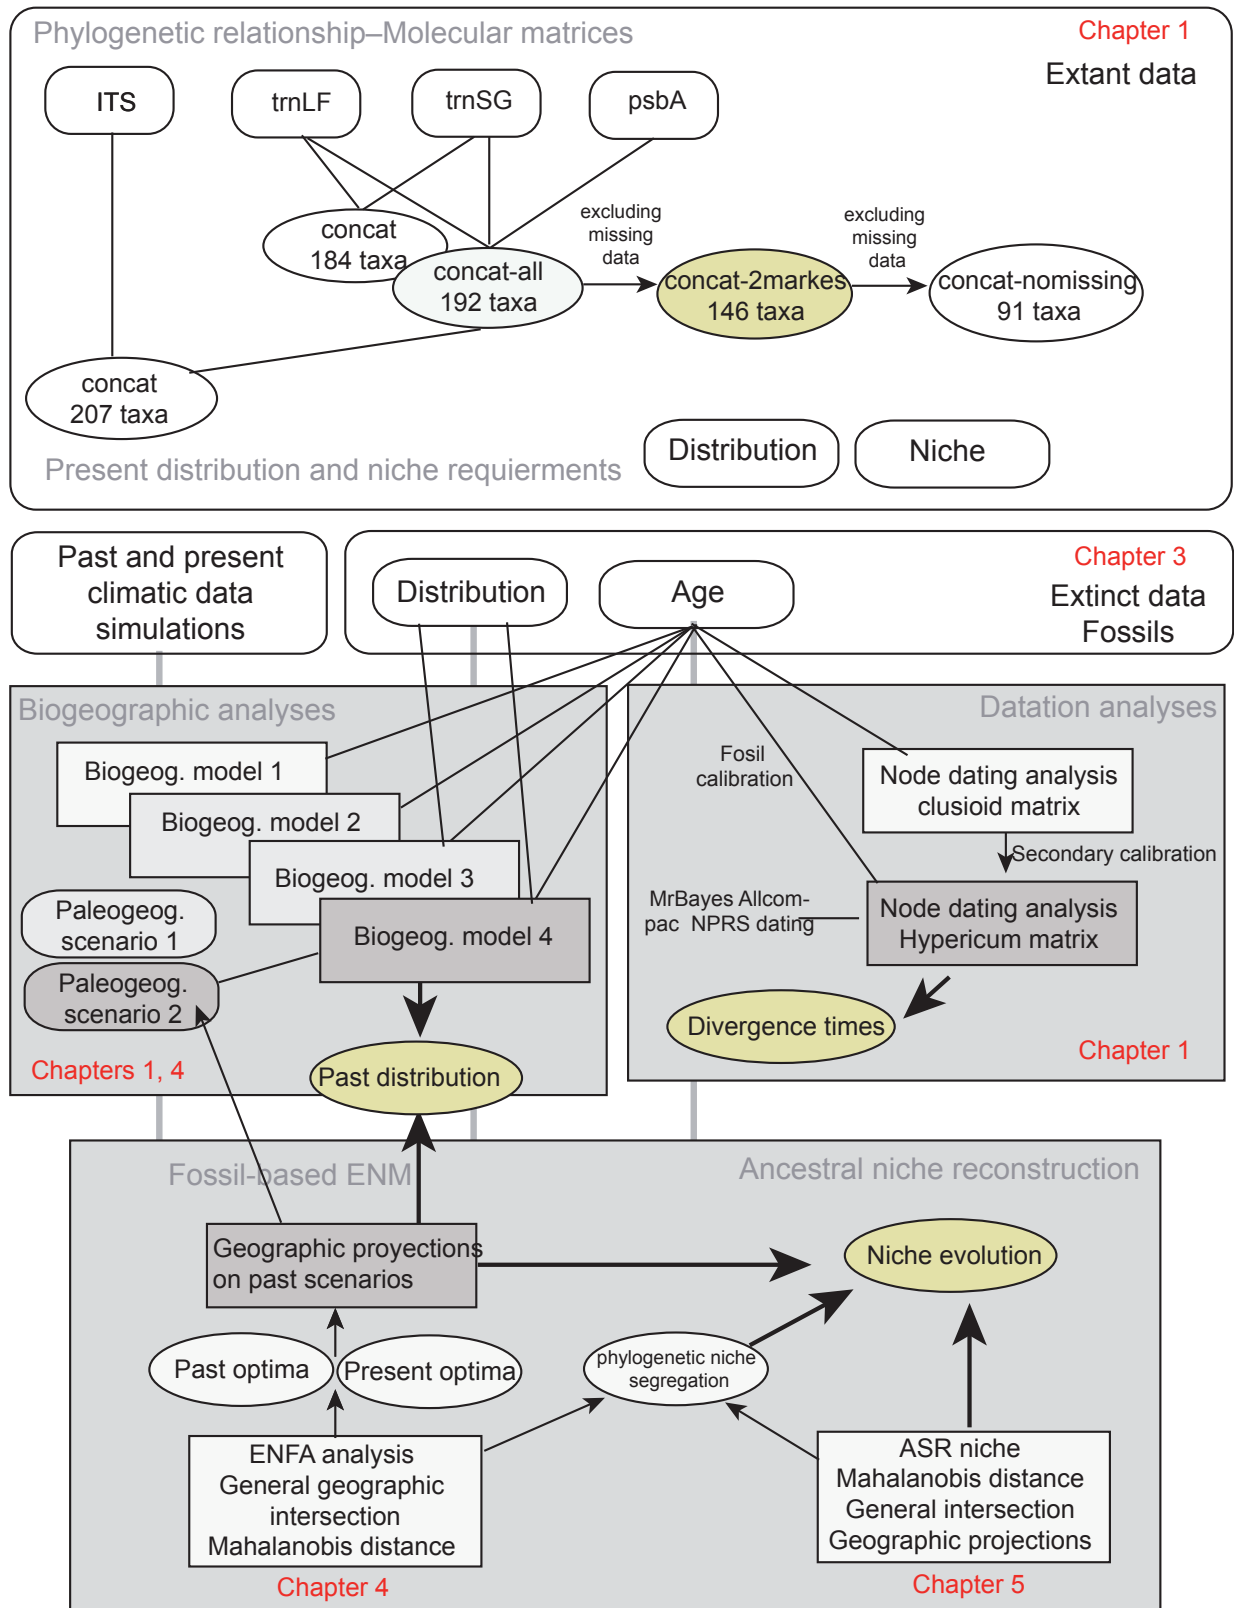 Phylogenetic relationship–Molecular matrices
Chapter 1
Extant data
ITS
trnLF
trnSG
psbA
concat
184 taxa
concat-all
192 taxa
excluding
missing
data
concat-2markes
146 taxa
excluding
missing
data
concat-nomissing
91 taxa
concat
207 taxa
Present distribution and niche requierments
Distribution
Niche
Past and present
climatic data
simulations
Distribution
Age
Chapter 3
Extinct data
Fossils
Biogeographic analyses
Biogeog. model 1
Biogeog. model 2
Biogeog. model 3
Biogeog. model 4
Paleogeog.
scenario 1
Paleogeog.
scenario 2
Chapters 1, 4
Past distribution
Datation analyses
Fosil
calibration
Node dating analysis
clusioid matrix
Secondary calibration
MrBayes Allcom-
pac NPRS dating
Node dating analysis
Hypericum matrix
Divergence times
Chapter 1
Fossil-based ENM
Ancestral niche reconstruction
Geographic proyections
on past scenarios
Niche evolution
Past optima
Present optima
phylogenetic niche
segregation
ENFA analysis
General geographic
intersection
Mahalanobis distance
Chapter 4
ASR niche
Mahalanobis distance
General intersection
Geographic projections
Chapter 5